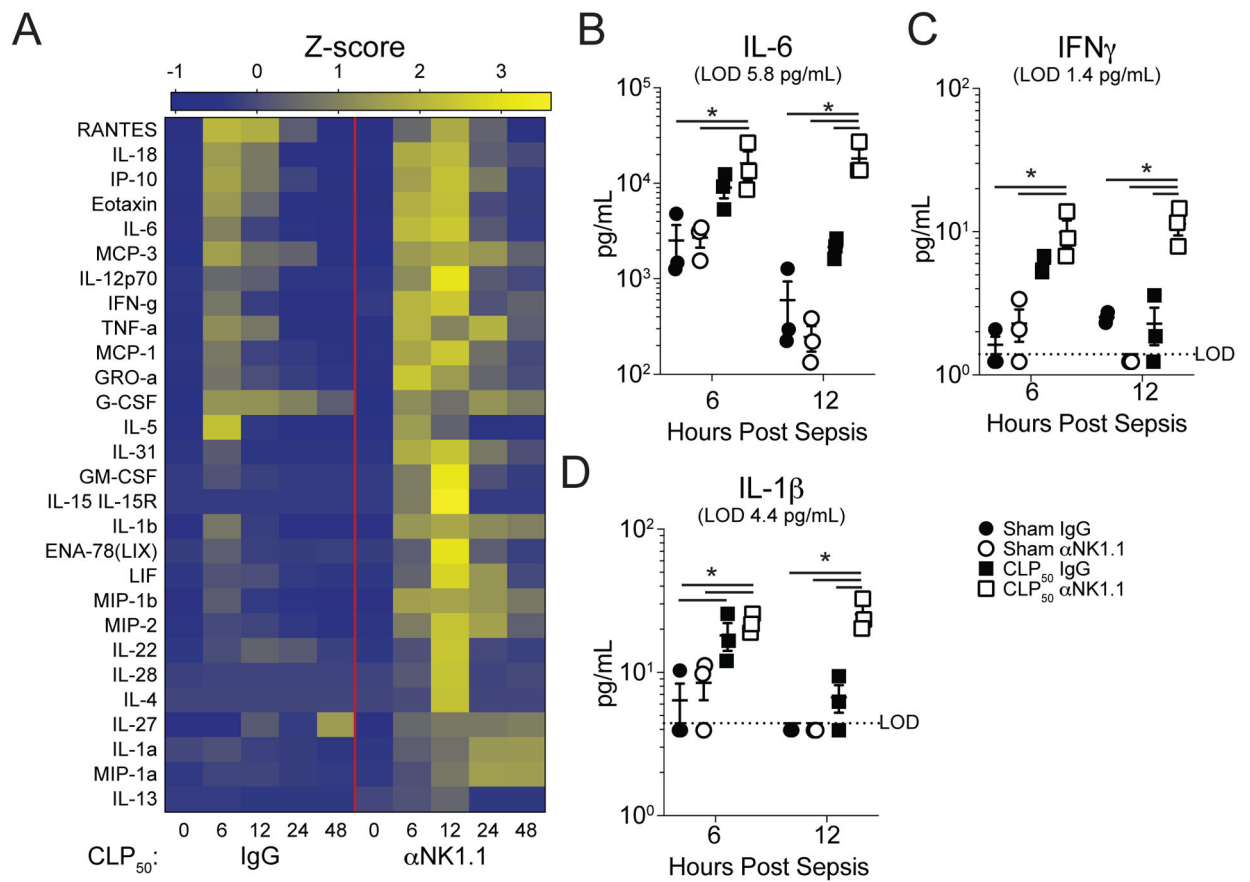 A
Z-score
-1 0 1 2 3
RANTES
IL-18
IP-10
Eotaxin
IL-6
MCP-3
IL-12p70
IFN-g
TNF-a
MCP-1
GRO-a
G-CSF
IL-5
IL-31
GM-CSF
IL-15 IL-15R
IL-1b
ENA-78(LIX)
LIF
MIP-1b
MIP-2
IL-22
IL-28
IL-4
IL-27
IL-1a
MIP-1a
IL-13
0 6 12 24 48 0 6 12 24 48
CLP50: IgG αNK1.1
B
IL-6
(LOD 5.8 pg/mL)
pg/mL
10^5
10^4
10^3
10^2
* *
6 12
Hours Post Sepsis
C
IFNγ
(LOD 1.4 pg/mL)
pg/mL
10^2
10^1
10^0
* *
LOD
6 12
Hours Post Sepsis
D
IL-1β
(LOD 4.4 pg/mL)
pg/mL
10^2
10^1
10^0
* *
LOD
6 12
Hours Post Sepsis
Sham IgG
Sham αNK1.1
CLP50 IgG
CLP50 αNK1.1